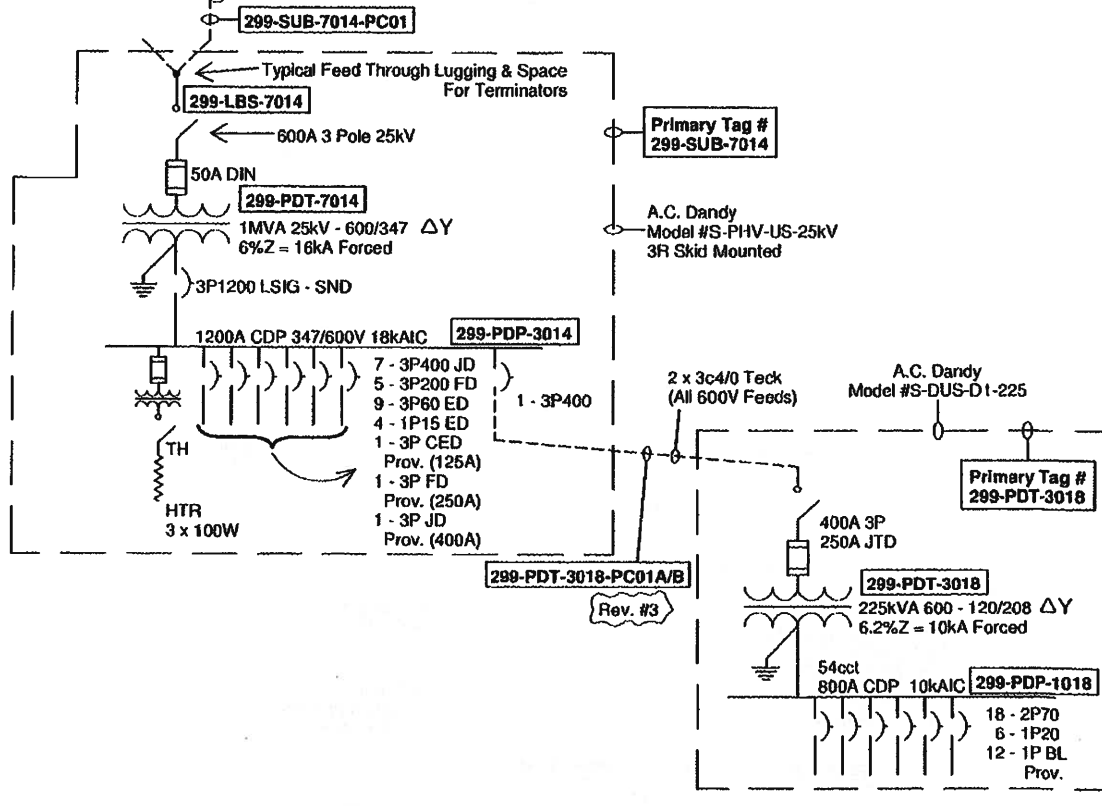 299-SUB-7014-PC01
Typical Feed Through Lugging & Space
For Terminators
299-LBS-7014
600A 3 Pole 25kV
Primary Tag #
299-SUB-7014
50A DIN
299-PDT-7014
1MVA 25kV - 600/347 ΔY
6%Z = 16kA Forced
A.C. Dandy
Model #S-PHV-US-25kV
3R Skid Mounted
3P1200 LSIG - SND
1200A CDP 347/600V 18kAIC
299-PDP-3014
7 - 3P400 JD
5 - 3P200 FD
9 - 3P60 ED
4 - 1P15 ED
1 - 3P CED
Prov. (125A)
1 - 3P FD
Prov. (250A)
1 - 3P JD
Prov. (400A)
1 - 3P400
TH
HTR
3 x 100W
2 x 3c4/0 Teck
(All 600V Feeds)
A.C. Dandy
Model #S-DUS-D1-225
Primary Tag #
299-PDT-3018
400A 3P
250A JTD
299-PDT-3018-PC01A/B
Rev. #3
299-PDT-3018
225kVA 600 - 120/208 ΔY
6.2%Z = 10kA Forced
54cct
800A CDP 10kAIC
299-PDP-1018
18 - 2P70
6 - 1P20
12 - 1P BL
Prov.